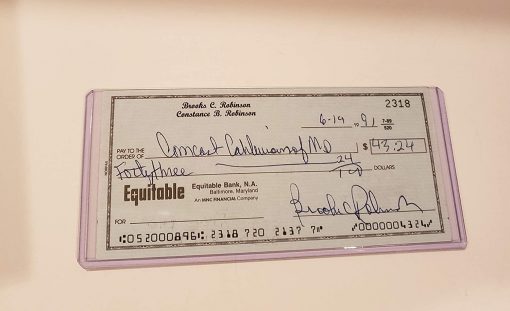 Brooks C. Robinson
Constance B. Robinson
2318
6-19 19 91
7-89
520
PAY TO THE
ORDER OF Comcast Cablevision of MD $ 43.24
Forty three 24/100 DOLLARS
Equitable
Equitable Bank, N.A.
Baltimore, Maryland
An MNC FINANCIAL Company
FOR
Brooks C Robinson
⑆052000896⑆ 2318 720 2137 7⑈ ⑈0000004324⑈